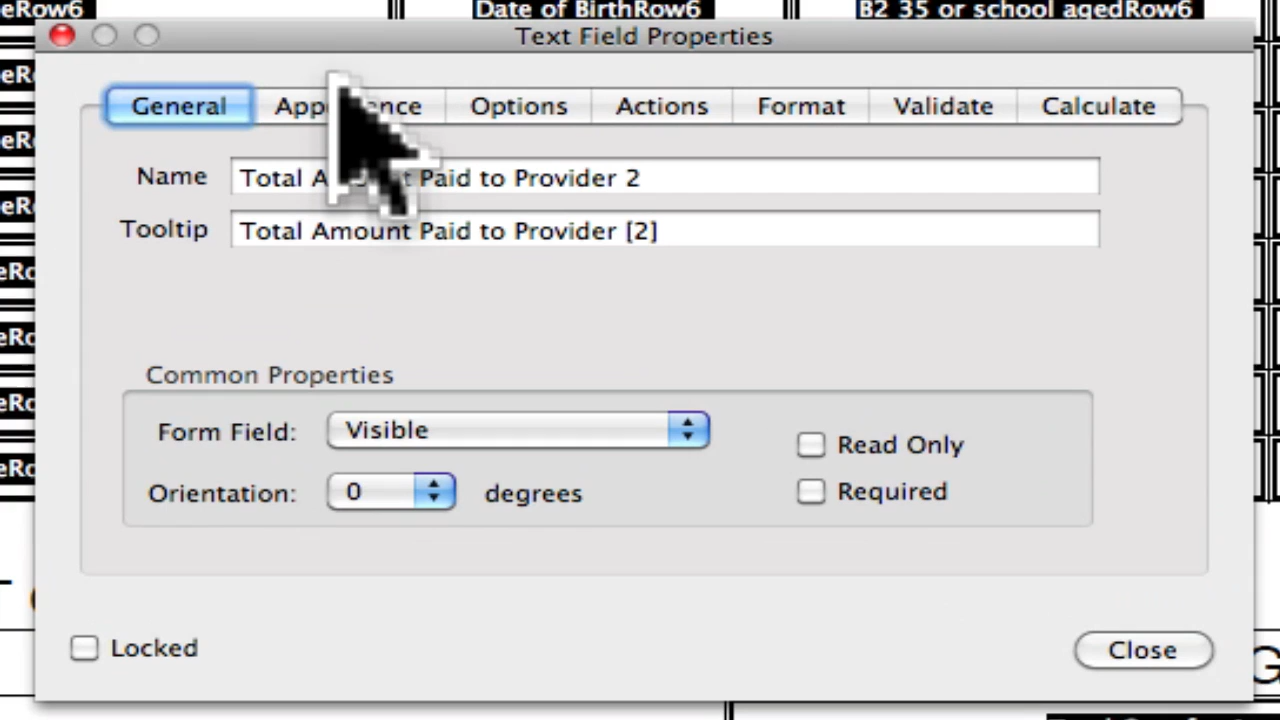 eRow6 Date of BirthRow6 B2 35 or school agedRow6
Text Field Properties
General Options Actions Format Validate Calculate
Name Total Paid to Provider 2
Tooltip Total Amount Paid to Provider [2]
Common Properties
Form Field: Visible
Read Only
Orientation: 0 degrees
Required
Locked
Close